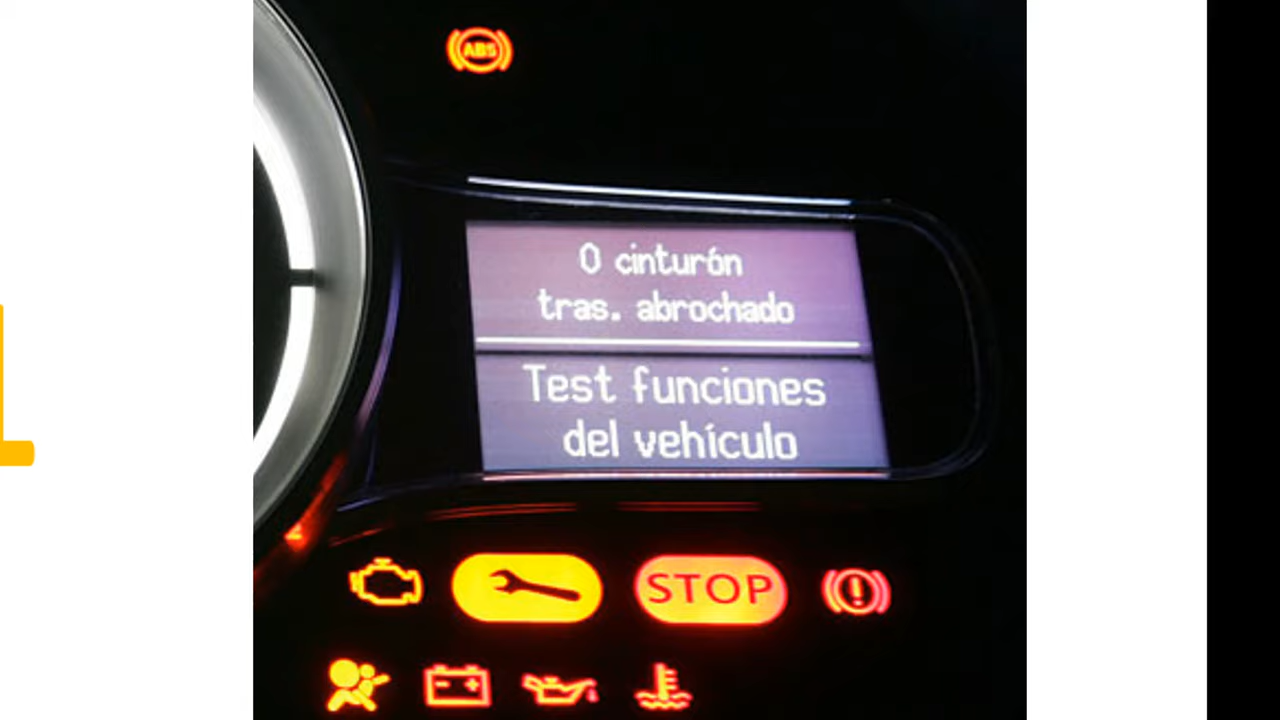 ABS
0 cinturón
tras. abrochado
Test funciones
del vehículo
STOP